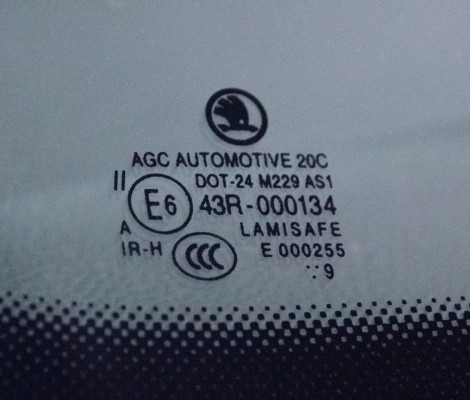 AGC AUTOMOTIVE 20C
II DOT-24 M229 AS1
E6 43R-000134
A LAMISAFE
IR-H CCC E 000255
∵9